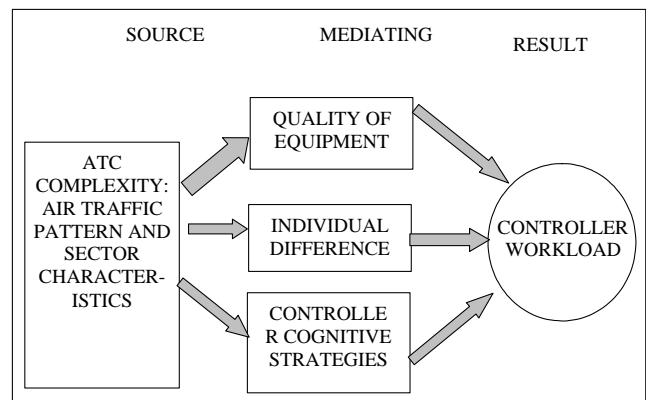 SOURCE
MEDIATING
RESULT
ATC
COMPLEXITY:
AIR TRAFFIC
PATTERN AND
SECTOR
CHARACTER-
ISTICS
QUALITY OF
EQUIPMENT
INDIVIDUAL
DIFFERENCE
CONTROLLE
R COGNITIVE
STRATEGIES
CONTROLLER
WORKLOAD